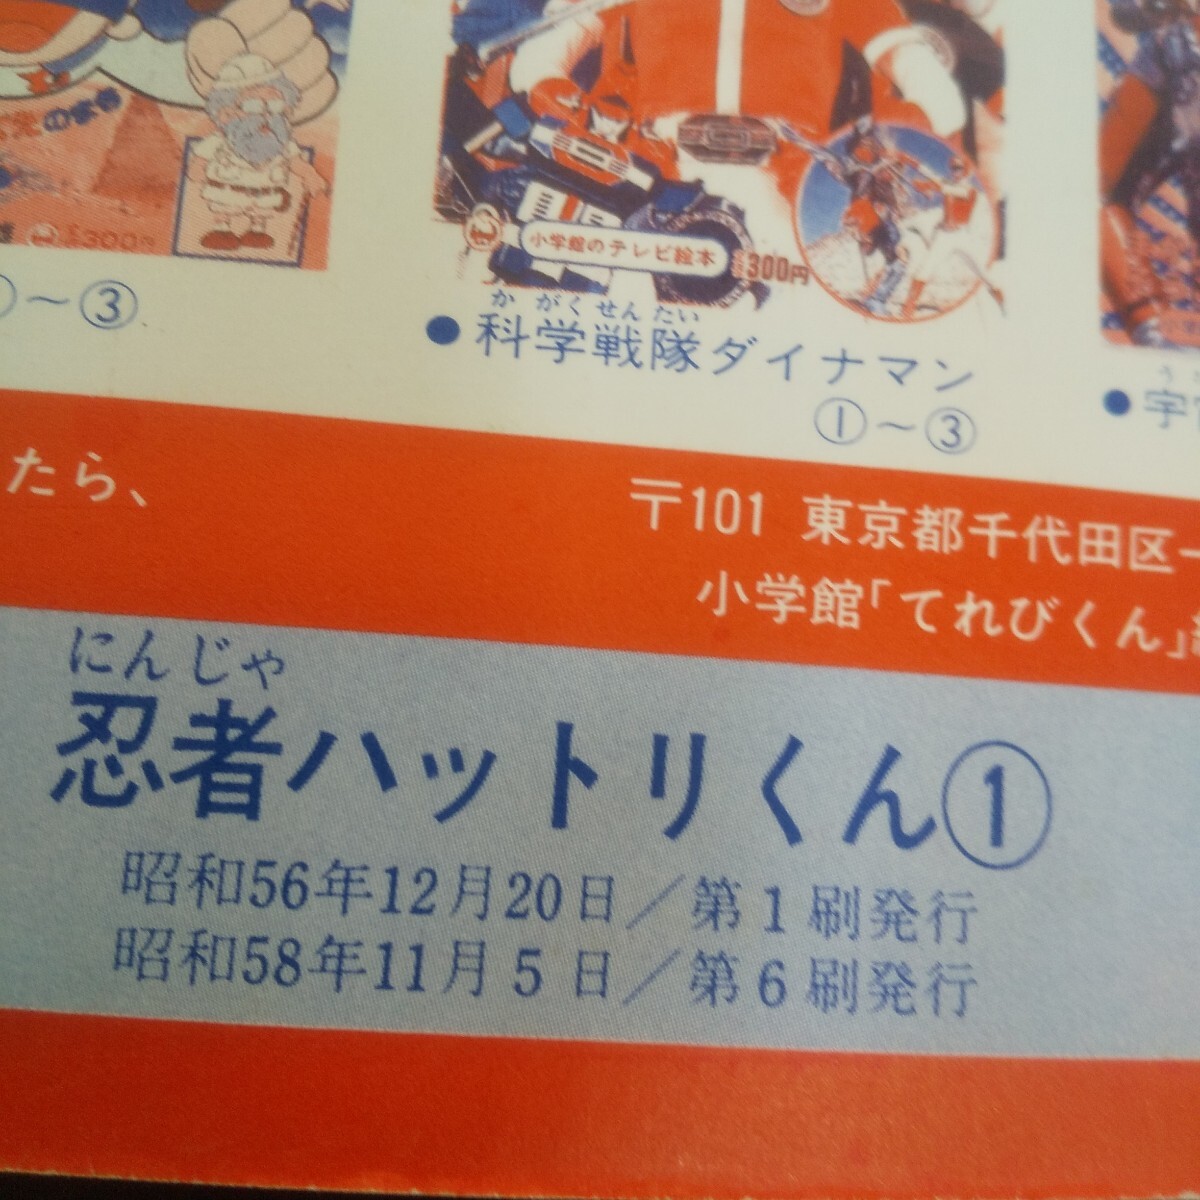 のまき
300円
小学館のテレビ絵本
300円
～③
かがくせんたい
●科学戦隊ダイナマン
①～③
●宇
たら、
〒101 東京都千代田区一
小学館「てれびくん」
にんじゃ
忍者ハットリくん①
昭和56年12月20日／第1刷発行
昭和58年11月5日／第6刷発行